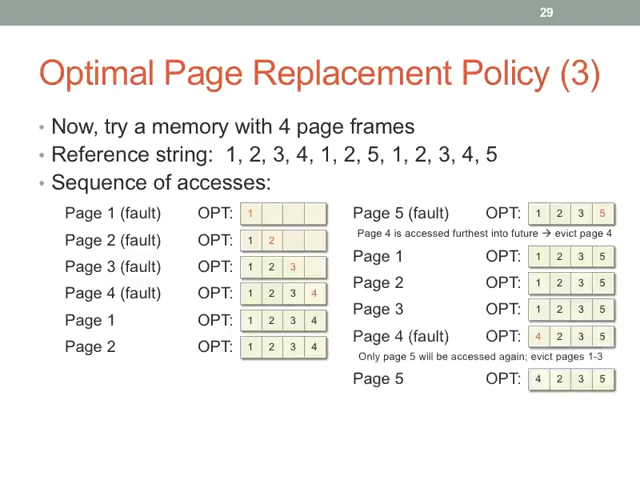 29
Optimal Page Replacement Policy (3)
• Now, try a memory with 4 page frames
• Reference string: 1, 2, 3, 4, 1, 2, 5, 1, 2, 3, 4, 5
• Sequence of accesses:
Page 1 (fault) OPT: 1
Page 2 (fault) OPT: 1 2
Page 3 (fault) OPT: 1 2 3
Page 4 (fault) OPT: 1 2 3 4
Page 1 OPT: 1 2 3 4
Page 2 OPT: 1 2 3 4
Page 5 (fault) OPT: 1 2 3 5
Page 4 is accessed furthest into future → evict page 4
Page 1 OPT: 1 2 3 5
Page 2 OPT: 1 2 3 5
Page 3 OPT: 1 2 3 5
Page 4 (fault) OPT: 4 2 3 5
Only page 5 will be accessed again; evict pages 1-3
Page 5 OPT: 4 2 3 5